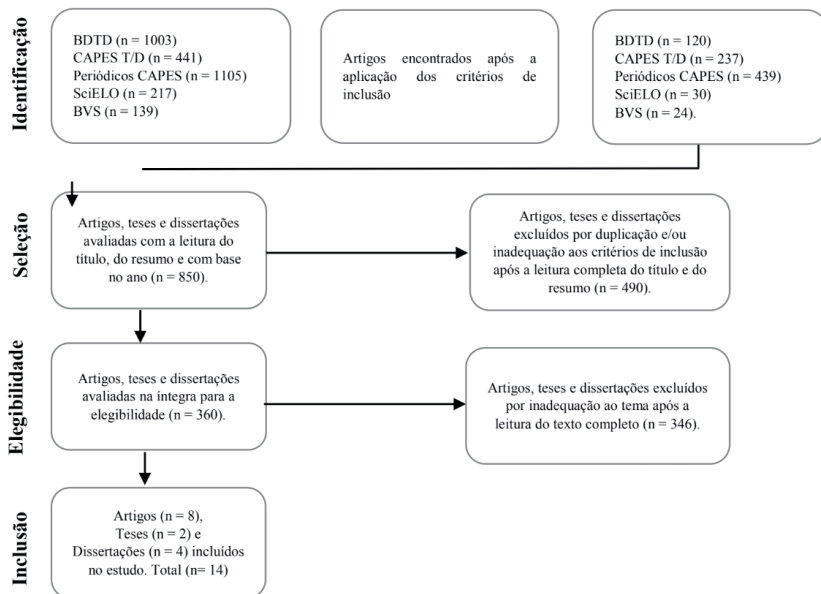 Identificação
BDTD (n = 1003)
CAPES T/D (n = 441)
Periódicos CAPES (n = 1105)
SciELO (n = 217)
BVS (n = 139)
Artigos encontrados após a
aplicação dos critérios de
inclusão
BDTD (n = 120)
CAPES T/D (n = 237)
Periódicos CAPES (n = 439)
SciELO (n = 30)
BVS (n = 24).
Seleção
Artigos, teses e dissertações
avaliadas com a leitura do
título, do resumo e com base
no ano (n = 850).
Artigos, teses e dissertações
excluídos por duplicação e/ou
inadequação aos critérios de inclusão
após a leitura completa do título e do
resumo (n = 490).
Elegibilidade
Artigos, teses e dissertações
avaliadas na íntegra para a
elegibilidade (n = 360).
Artigos, teses e dissertações excluídos
por inadequação ao tema após a
leitura do texto completo (n = 346).
Inclusão
Artigos (n = 8),
Teses (n = 2) e
Dissertações (n = 4) incluídos
no estudo. Total (n= 14)